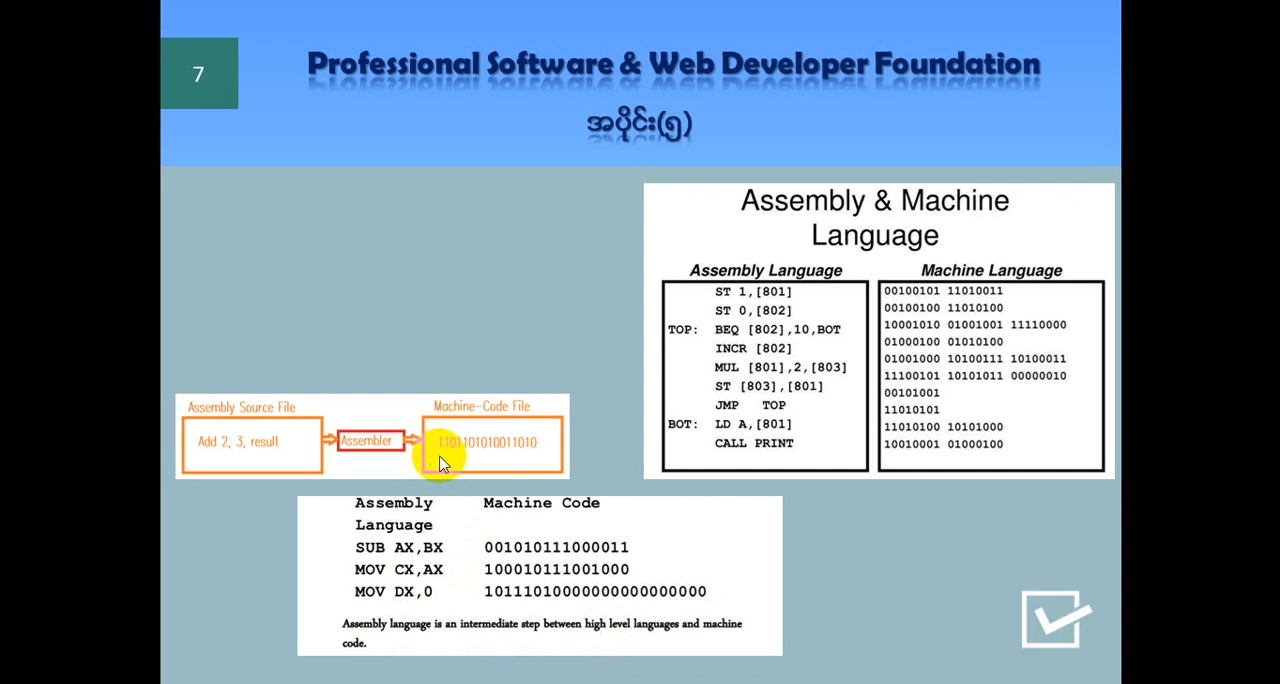 7
Professional Software & Web Developer Foundation
အပိုင်း(၅)
Assembly & Machine
Language
Assembly Language
ST 1,[801]
ST 0,[802]
TOP: BEQ [802],10,BOT
INCR [802]
MUL [801],2,[803]
ST [803],[801]
JMP TOP
BOT: LD A,[801]
CALL PRINT
Machine Language
00100101 11010011
00100100 11010100
10001010 01001001 11110000
01000100 01010100
01001000 10100111 10100011
11100101 10101011 00000010
00101001
11010101
11010100 10101000
10010001 01000100
Assembly Source File
Add 2, 3, result
Assembler
Machine-Code File
1101101010011010
Assembly Machine Code
Language
SUB AX,BX 001010111000011
MOV CX,AX 100010111001000
MOV DX,0 10111010000000000000000
Assembly language is an intermediate step between high level languages and machine
code.